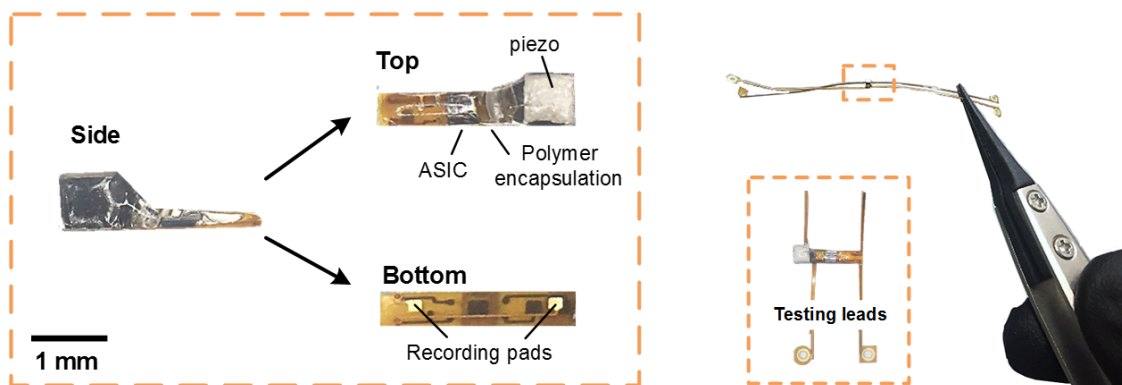 Side
1 mm
Top
piezo
ASIC
Polymer
encapsulation
Bottom
Recording pads
Testing leads